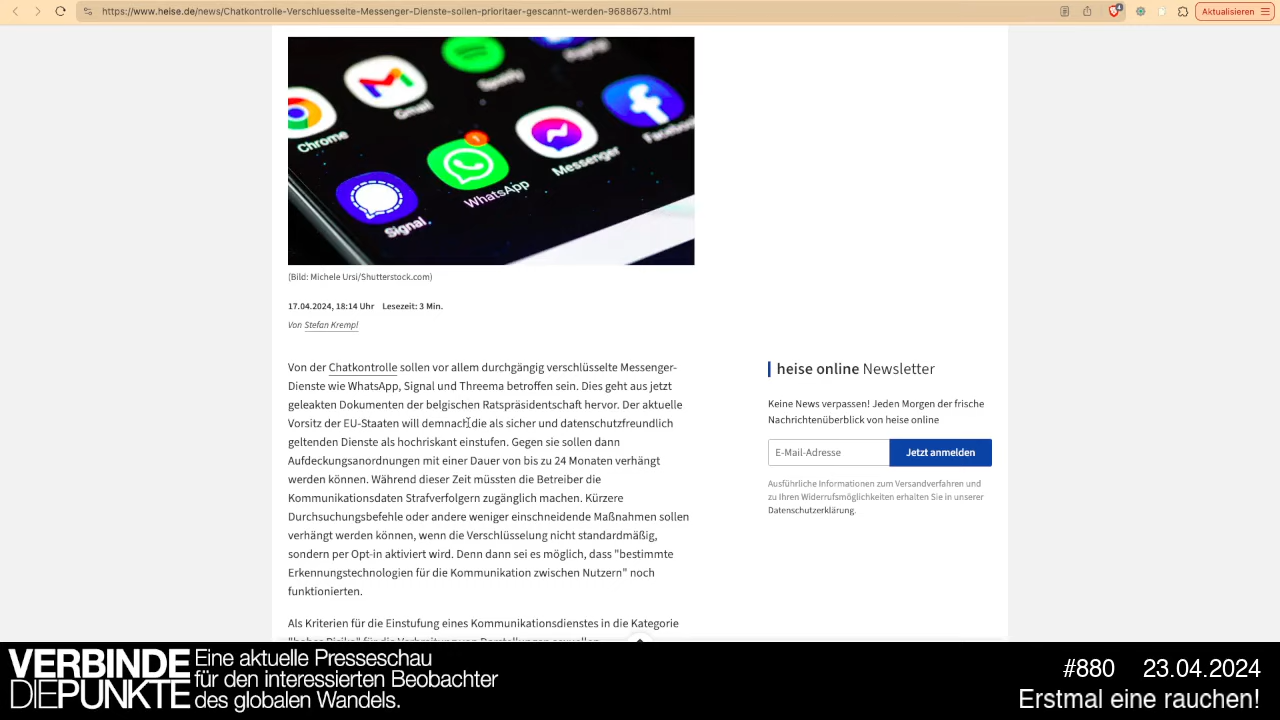 https://www.heise.de/news/Chatkontrolle-Verschluesselte-Messenger-Dienste-sollen-prioritaer-gescannt-werden-9688673.html
Aktualisieren
Spotify
Gmail
Chrome
Facebook
Messenger
1
WhatsApp
Signal
(Bild: Michele Ursi/Shutterstock.com)
17.04.2024, 18:14 Uhr Lesezeit: 3 Min.
Von Stefan Krempl
Von der Chatkontrolle sollen vor allem durchgängig verschlüsselte Messenger-
Dienste wie WhatsApp, Signal und Threema betroffen sein. Dies geht aus jetzt
geleakten Dokumenten der belgischen Ratspräsidentschaft hervor. Der aktuelle
Vorsitz der EU-Staaten will demnach die als sicher und datenschutzfreundlich
geltenden Dienste als hochriskant einstufen. Gegen sie sollen dann
Aufdeckungsanordnungen mit einer Dauer von bis zu 24 Monaten verhängt
werden können. Während dieser Zeit müssten die Betreiber die
Kommunikationsdaten Strafverfolgern zugänglich machen. Kürzere
Durchsuchungsbefehle oder andere weniger einschneidende Maßnahmen sollen
verhängt werden können, wenn die Verschlüsselung nicht standardmäßig,
sondern per Opt-in aktiviert wird. Denn dann sei es möglich, dass "bestimmte
Erkennungstechnologien für die Kommunikation zwischen Nutzern" noch
funktionierten.
Als Kriterien für die Einstufung eines Kommunikationsdienstes in die Kategorie
heise online Newsletter
Keine News verpassen! Jeden Morgen der frische
Nachrichtenüberblick von heise online
E-Mail-Adresse
Jetzt anmelden
Ausführliche Informationen zum Versandverfahren und
zu Ihren Widerrufsmöglichkeiten erhalten Sie in unserer
Datenschutzerklärung.
VERBINDE
DIEPUNKTE
Eine aktuelle Presseschau
für den interessierten Beobachter
des globalen Wandels.
#880 23.04.2024
Erstmal eine rauchen!